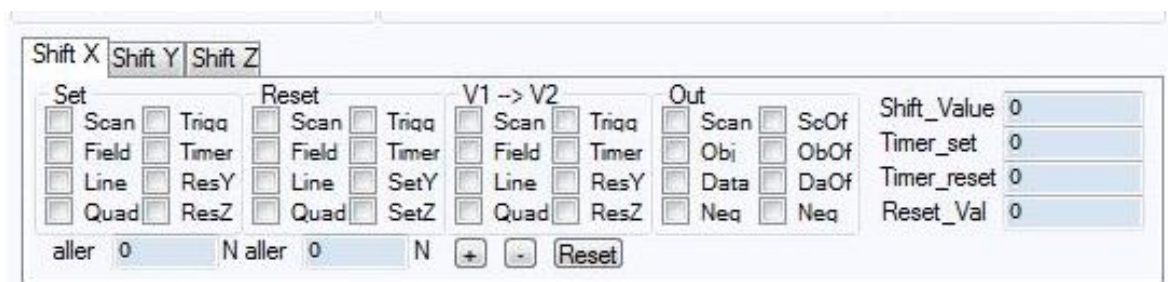 Shift X Shift Y Shift Z
Set Reset V1 --> V2 Out
Scan Trigg Scan Trigg Scan Trigg Scan ScOf Shift_Value 0
Field Timer Field Timer Field Timer Obj ObOf Timer_set 0
Line ResY Line SetY Line ResY Data DaOf Timer_reset 0
Quad ResZ Quad SetZ Quad ResZ Neg Neg Reset_Val 0
aller 0 N aller 0 N + - Reset